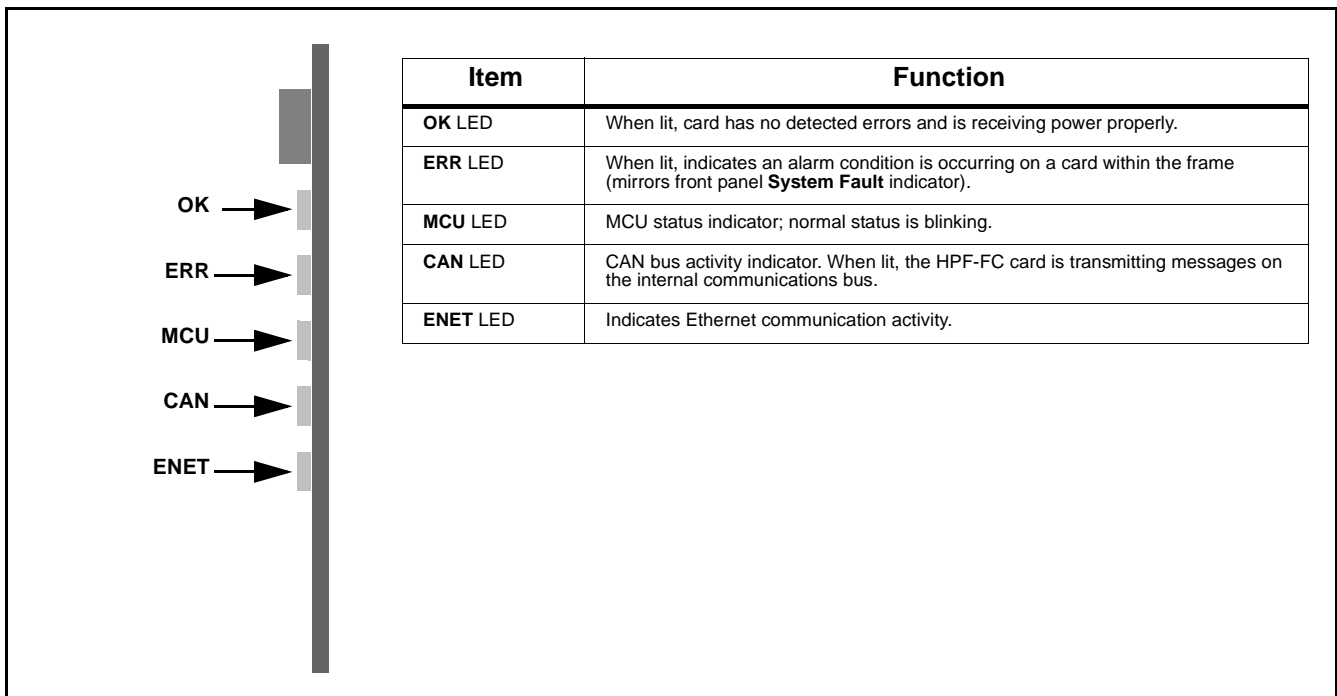 OK
ERR
MCU
CAN
ENET
Item Function
OK LED When lit, card has no detected errors and is receiving power properly.
ERR LED When lit, indicates an alarm condition is occurring on a card within the frame
(mirrors front panel System Fault indicator).
MCU LED MCU status indicator; normal status is blinking.
CAN LED CAN bus activity indicator. When lit, the HPF-FC card is transmitting messages on
the internal communications bus.
ENET LED Indicates Ethernet communication activity.